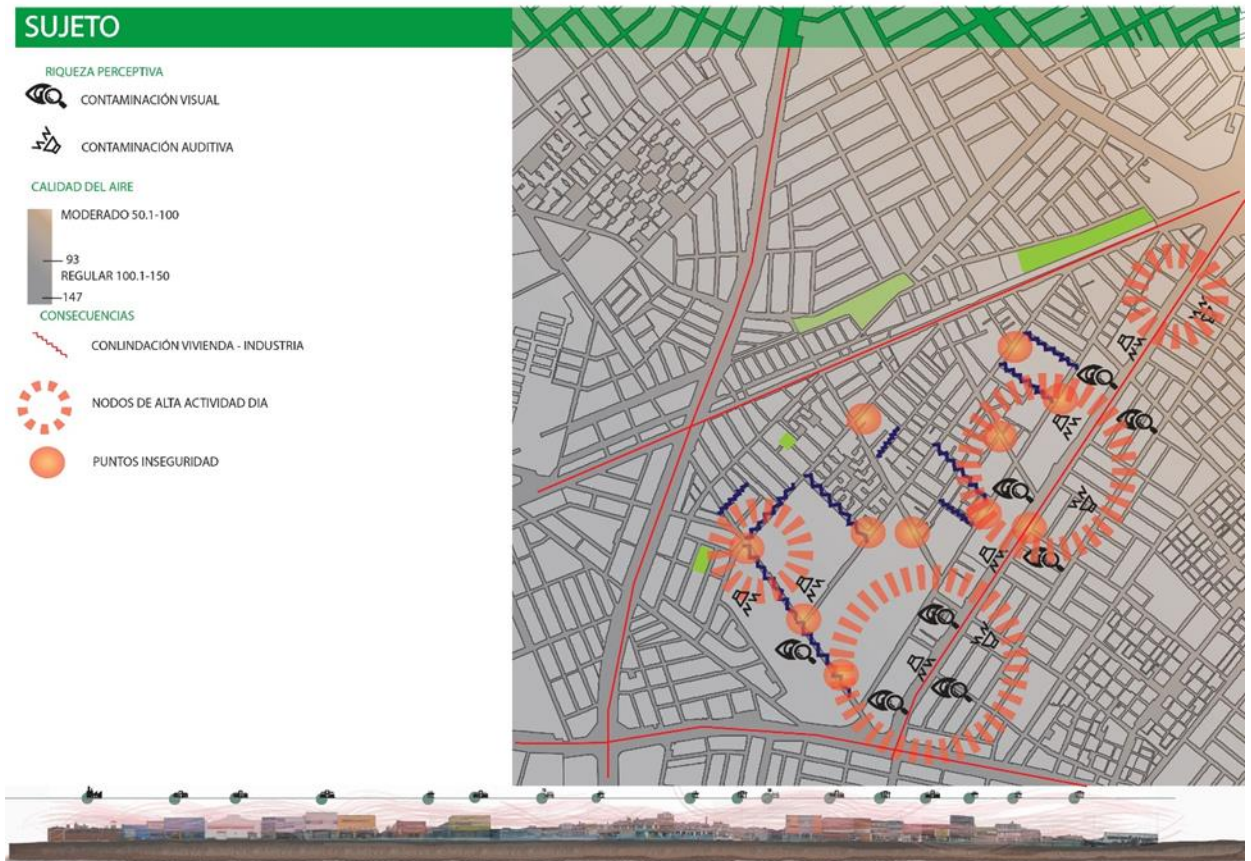 SUJETO
RIQUEZA PERCEPTIVA
CONTAMINACIÓN VISUAL
CONTAMINACIÓN AUDITIVA
CALIDAD DEL AIRE
MODERADO 50.1-100
93
REGULAR 100.1-150
147
CONSECUENCIAS
CONLINDACIÓN VIVIENDA - INDUSTRIA
NODOS DE ALTA ACTIVIDAD DIA
PUNTOS INSEGURIDAD